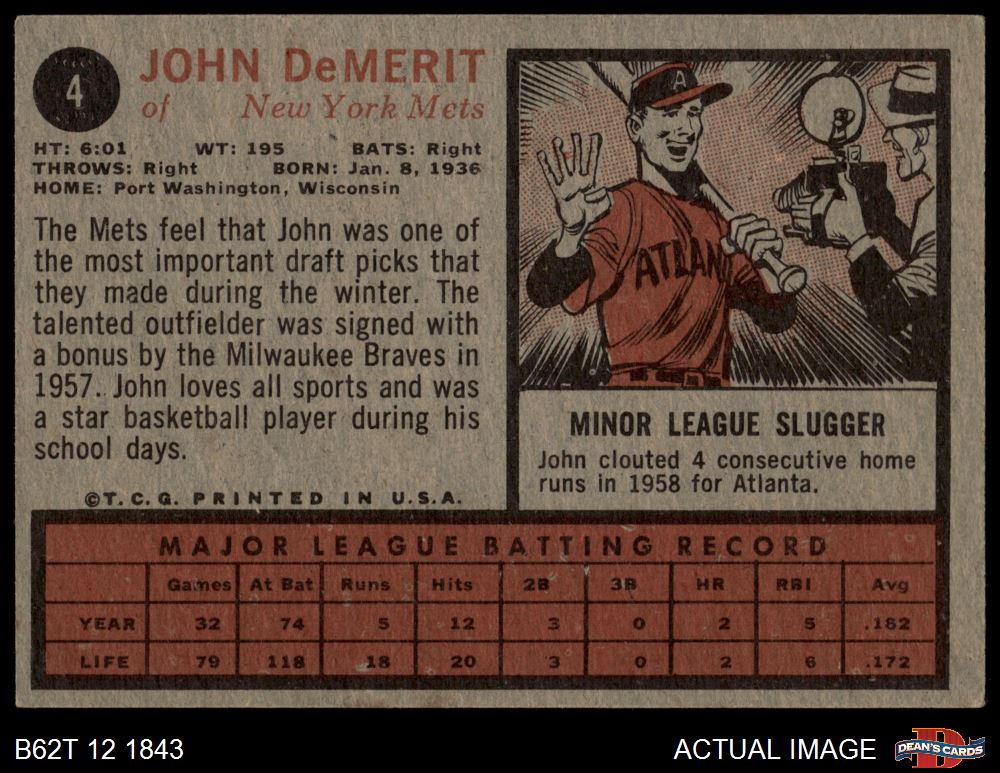 4
JOHN DeMERIT
of New York Mets
HT: 6:01 WT: 195 BATS: Right
THROWS: Right BORN: Jan. 8, 1936
HOME: Port Washington, Wisconsin
The Mets feel that John was one of
the most important draft picks that
they made during the winter. The
talented outfielder was signed with
a bonus by the Milwaukee Braves in
1957. John loves all sports and was
a star basketball player during his
school days.
©T.C.G. PRINTED IN U.S.A.
A
ATLAN
MINOR LEAGUE SLUGGER
John clouted 4 consecutive home
runs in 1958 for Atlanta.
MAJOR LEAGUE BATTING RECORD
Games At Bat Runs Hits 2B 3B HR RBI Avg
YEAR 32 74 5 12 3 0 2 5 .162
LIFE 79 118 18 20 3 0 2 6 .172
B62T 12 1843
ACTUAL IMAGE
D
DEAN'S CARDS